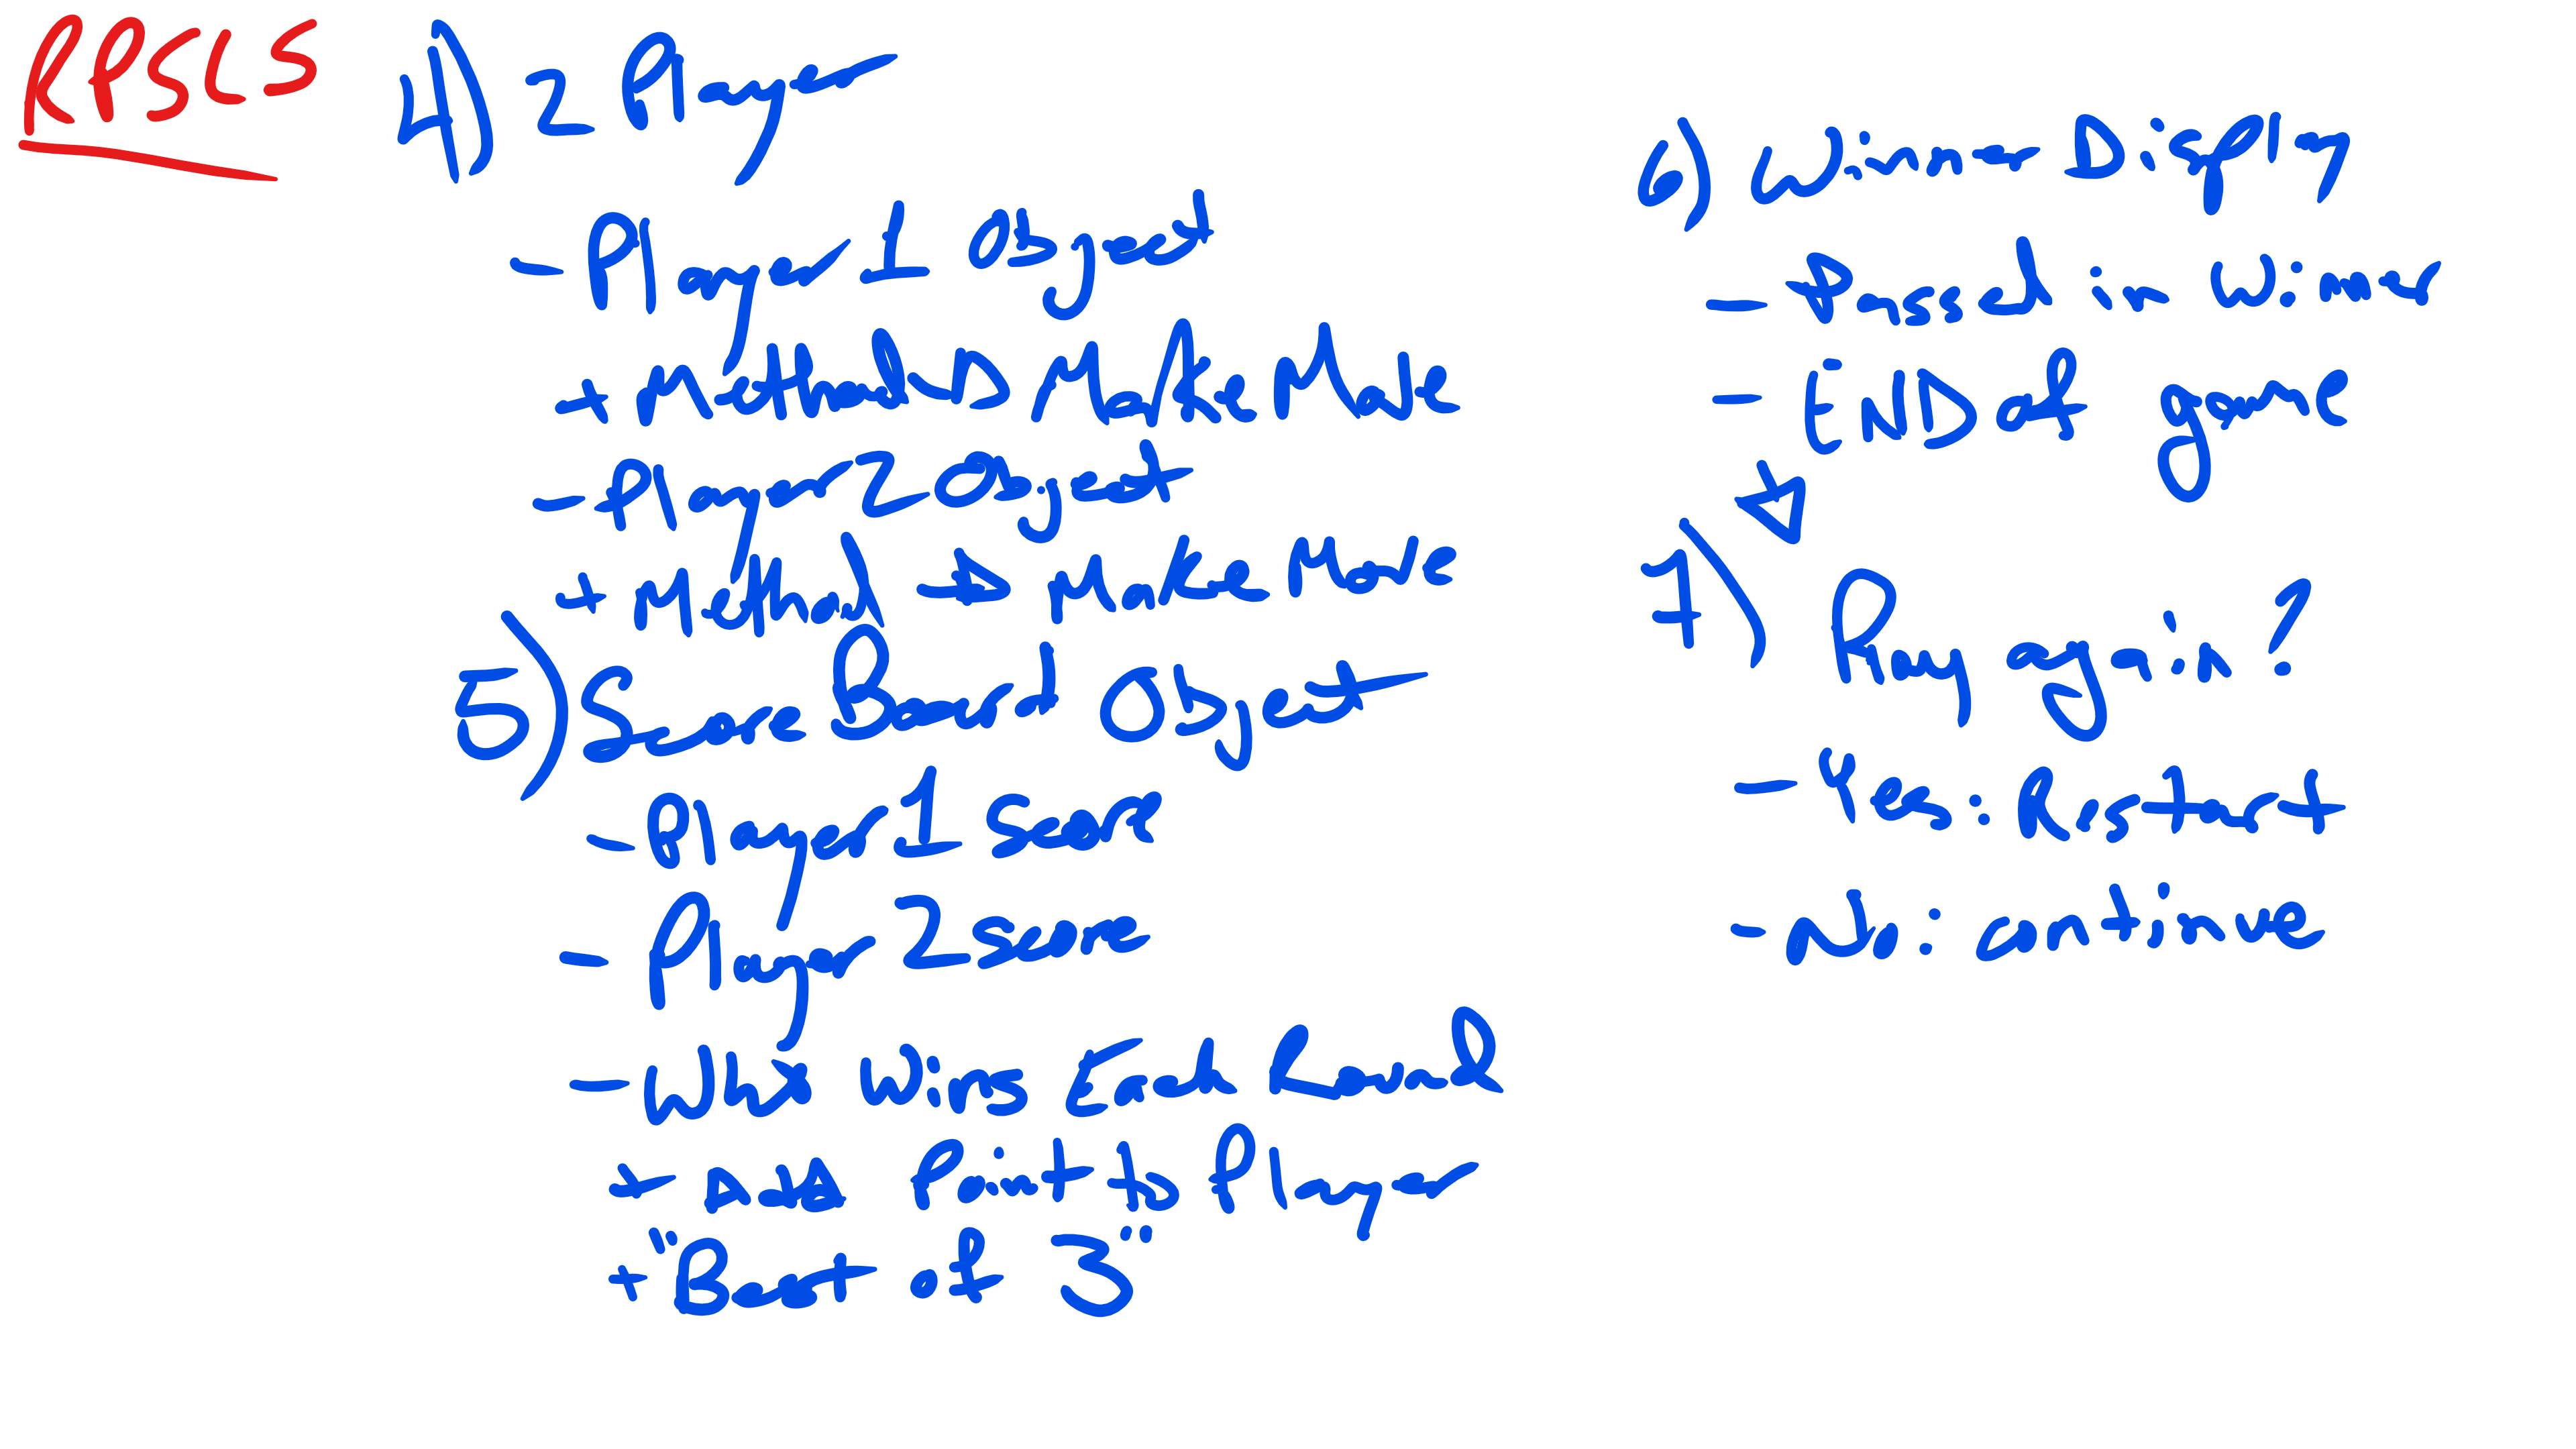 RPSLS
4) 2 Player
- Player 1 Object
+ Method -> Make Move
- Player 2 Object
+ Method -> Make Move
5) Score Board Object
- Player 1 Score
- Player 2 score
- Who Wins Each Round
+ Add Point to Player
+ "Best of 3"
6) Winner Display
- Passed in Winner
- END of game
7) Play again?
- Yes: Restart
- No: continue